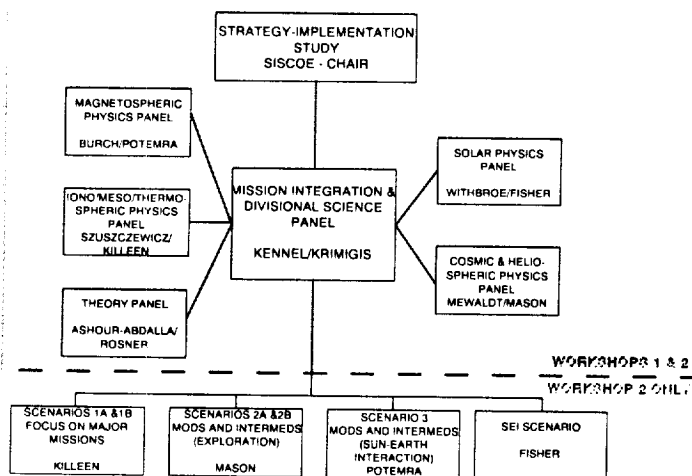 STRATEGY-IMPLEMENTATION
STUDY
SISCOE - CHAIR
MAGNETOSPHERIC
PHYSICS PANEL
BURCH/POTEMRA
IONO/MESO/THERMO-
SPHERIC PHYSICS
PANEL
SZUSZCZEWICZ/
KILLEEN
THEORY PANEL
ASHOUR-ABDALLA/
ROSNER
MISSION INTEGRATION &
DIVISIONAL SCIENCE
PANEL
KENNEL/KRIMIGIS
SOLAR PHYSICS
PANEL
WITHBROE/FISHER
COSMIC & HELIO-
SPHERIC PHYSICS
PANEL
MEWALDT/MASON
WORKSHOPS 1 & 2
WORKSHOP 2 ONLY
SCENARIOS 1A &1B
FOCUS ON MAJOR
MISSIONS
KILLEEN
SCENARIOS 2A &2B
MODS AND INTERMEDS
(EXPLORATION)
MASON
SCENARIO 3
MODS AND INTERMEDS
(SUN-EARTH
INTERACTION)
POTEMRA
SEI SCENARIO
FISHER